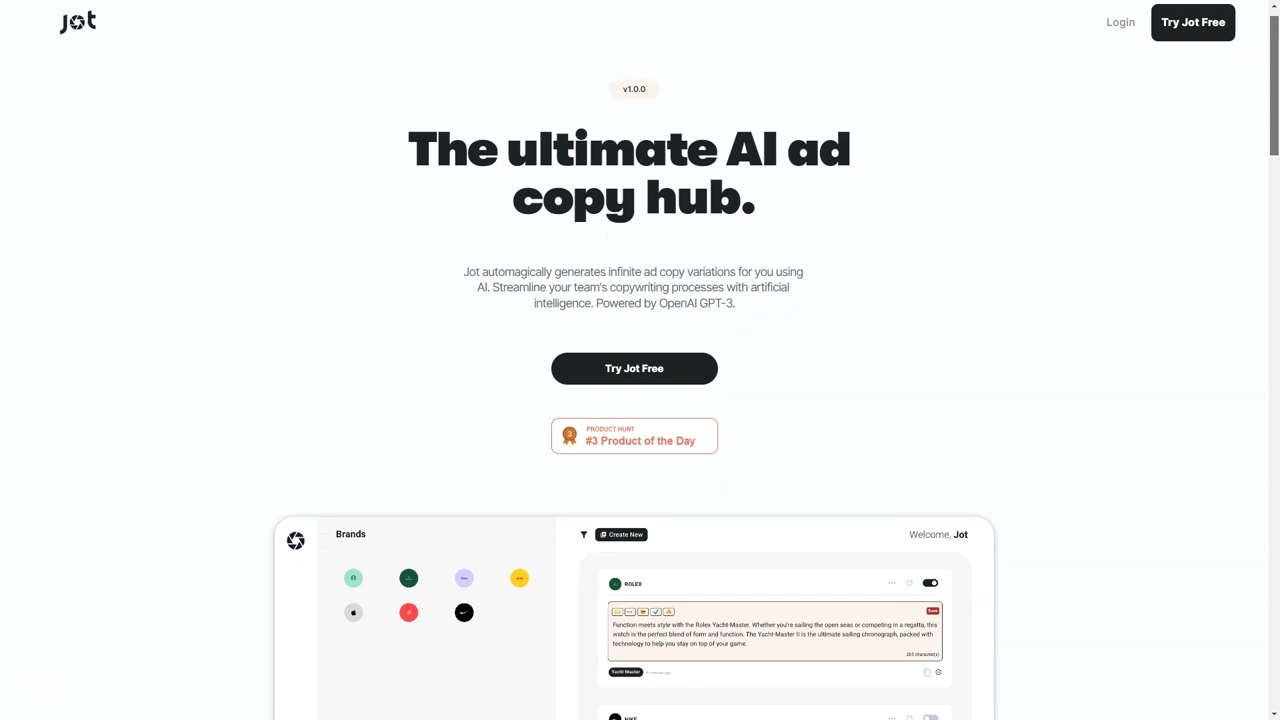 jot
Login
Try Jot Free
v1.0.0
The ultimate AI ad
copy hub.
Jot automagically generates infinite ad copy variations for you using
AI. Streamline your team's copywriting processes with artificial
intelligence. Powered by OpenAI GPT-3.
Try Jot Free
PRODUCT HUNT
3
#3 Product of the Day
Brands
Create New
Welcome, Jot
ROLEX
Save
Function meets style with the Rolex Yacht-Master. Whether you're sailing the open seas or competing in a regatta, this
watch is the perfect blend of form and function. The Yacht-Master II is the ultimate sailing chronograph, packed with
technology to help you stay on top of your game.
Yacht Master
NIKE